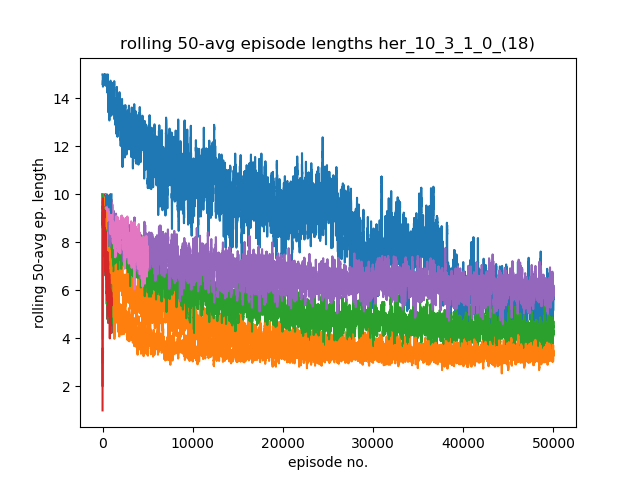 rolling 50-avg episode lengths her_10_3_1_0_(18)
14
12
10
8
6
4
2
rolling 50-avg ep. length
0 10000 20000 30000 40000 50000
episode no.